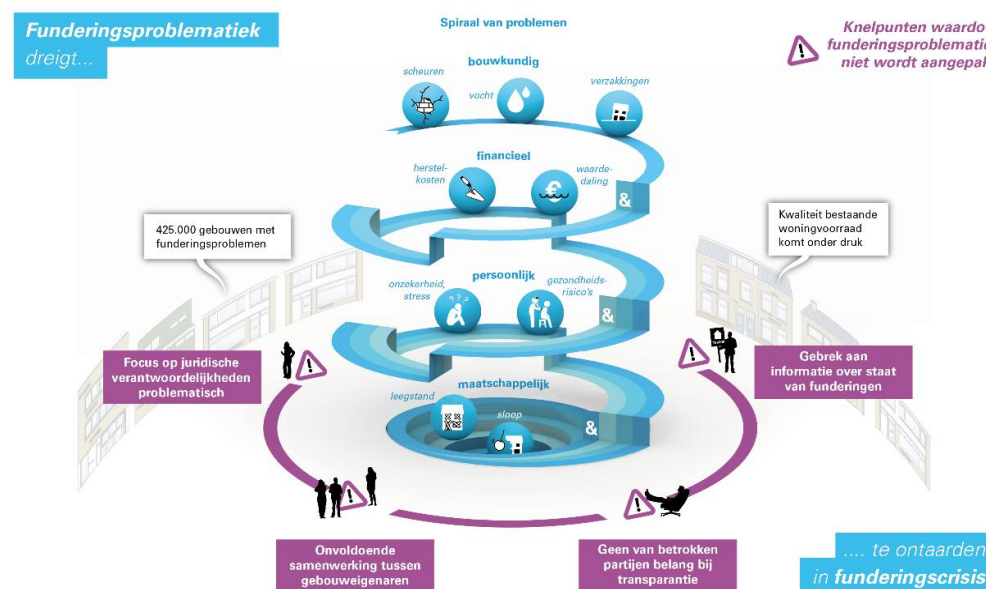 Funderingsproblematiek
dreigt...
Spiraal van problemen
Knelpunten waardo
funderingsproblematie
niet wordt aangepak
bouwkundig
scheuren
vocht
verzakkingen
financieel
herstel-
kosten
waarde-
daling
&
425.000 gebouwen met
funderingsproblemen
Kwaliteit bestaande
woningvoorraad
komt onder druk
persoonlijk
onzekerheid,
stress
gezondheids-
risico's
&
Focus op juridische
verantwoordelijkheden
problematisch
Gebrek aan
informatie over staat
van funderingen
maatschappelijk
leegstand
sloop
&
Onvoldoende
samenwerking tussen
gebouweigenaren
Geen van betrokken
partijen belang bij
transparantie
.... te ontaarden
in funderingscrisis